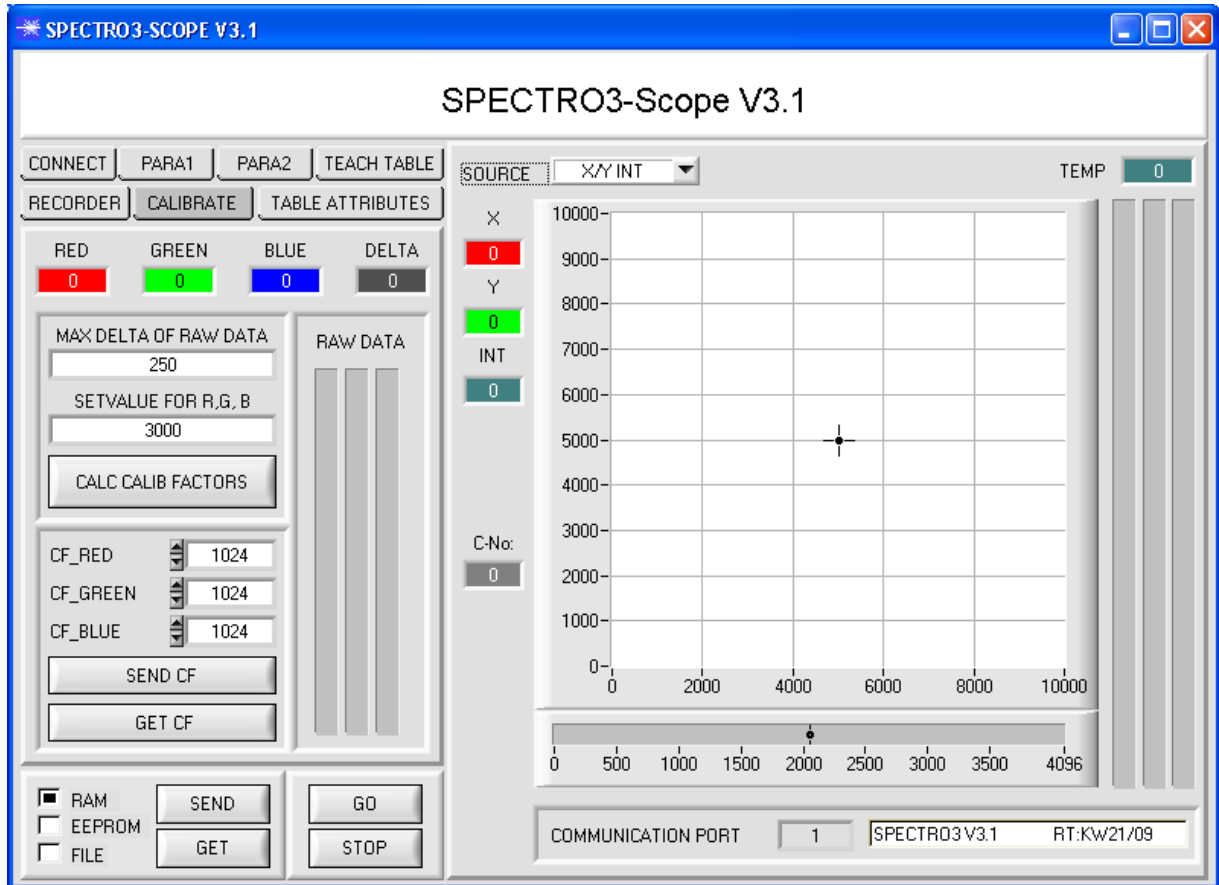 SPECTRO3-SCOPE V3.1
SPECTRO3-Scope V3.1
CONNECT PARA1 PARA2 TEACH TABLE
RECORDER CALIBRATE TABLE ATTRIBUTES
RED GREEN BLUE DELTA
0 0 0 0
MAX DELTA OF RAW DATA
250
SETVALUE FOR R,G, B
3000
CALC CALIB FACTORS
RAW DATA
CF_RED 1024
CF_GREEN 1024
CF_BLUE 1024
SEND CF
GET CF
RAM
EEPROM
FILE
SEND
GET
GO
STOP
SOURCE X/Y INT
TEMP 0
X
0
Y
0
INT
0
C-No:
0
10000
9000
8000
7000
6000
5000
4000
3000
2000
1000
0
0 2000 4000 6000 8000 10000
0 500 1000 1500 2000 2500 3000 3500 4096
COMMUNICATION PORT 1 SPECTRO3 V3.1 RT:KW21/09